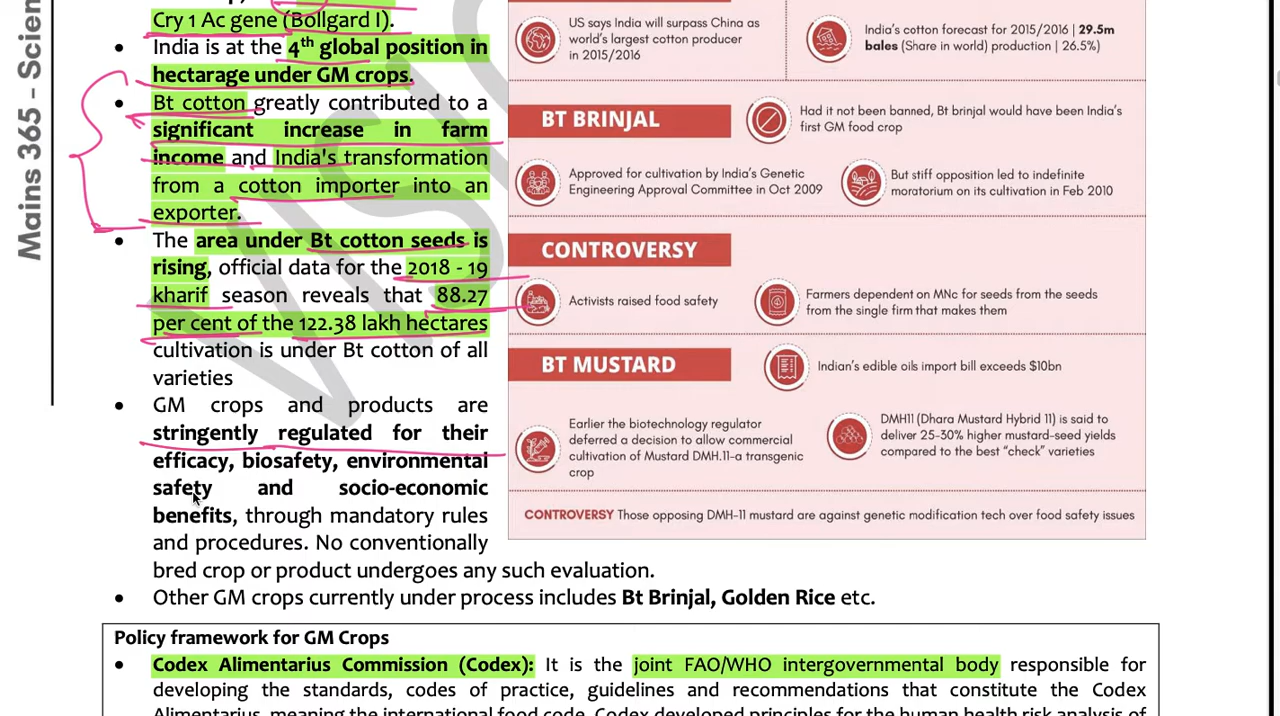 Mains 365 - Scien
Cry 1 Ac gene (Bollgard I).
• India is at the 4th global position in
hectarage under GM crops.
• Bt cotton greatly contributed to a
significant increase in farm
income and India's transformation
from a cotton importer into an
exporter.
• The area under Bt cotton seeds is
rising, official data for the 2018 - 19
kharif season reveals that 88.27
per cent of the 122.38 lakh hectares
cultivation is under Bt cotton of all
varieties
• GM crops and products are
stringently regulated for their
efficacy, biosafety, environmental
safety and socio-economic
benefits, through mandatory rules
and procedures. No conventionally
bred crop or product undergoes any such evaluation.
• Other GM crops currently under process includes Bt Brinjal, Golden Rice etc.
US says India will surpass China as
world's largest cotton producer
in 2015/2016
India's cotton forecast for 2015/2016 | 29.5m
bales (Share in world) production | 26.5%)
BT BRINJAL
Had it not been banned, Bt brinjal would have been India's
first GM food crop
Approved for cultivation by India's Genetic
Engineering Approval Committee in Oct 2009
But stiff opposition led to indefinite
moratorium on its cultivation in Feb 2010
CONTROVERSY
Activists raised food safety
Farmers dependent on MNc for seeds from the seeds
from the single firm that makes them
BT MUSTARD
Indian's edible oils import bill exceeds $10bn
Earlier the biotechnology regulator
deferred a decision to allow commercial
cultivation of Mustard DMH.11-a transgenic
crop
DMH11 (Dhara Mustard Hybrid 11) is said to
deliver 25-30% higher mustard-seed yields
compared to the best "check" varieties
CONTROVERSY Those opposing DMH-11 mustard are against genetic modification tech over food safety issues
Policy framework for GM Crops
• Codex Alimentarius Commission (Codex): It is the joint FAO/WHO intergovernmental body responsible for
developing the standards, codes of practice, guidelines and recommendations that constitute the Codex
Alimentarius, meaning the international food code. Codex developed principles for the human health risk analysis of